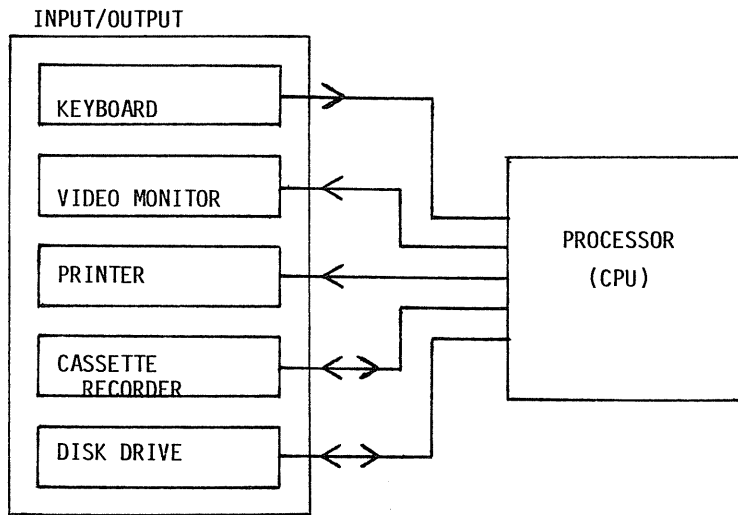 INPUT/OUTPUT
KEYBOARD
VIDEO MONITOR
PRINTER
CASSETTE
RECORDER
DISK DRIVE
PROCESSOR
(CPU)